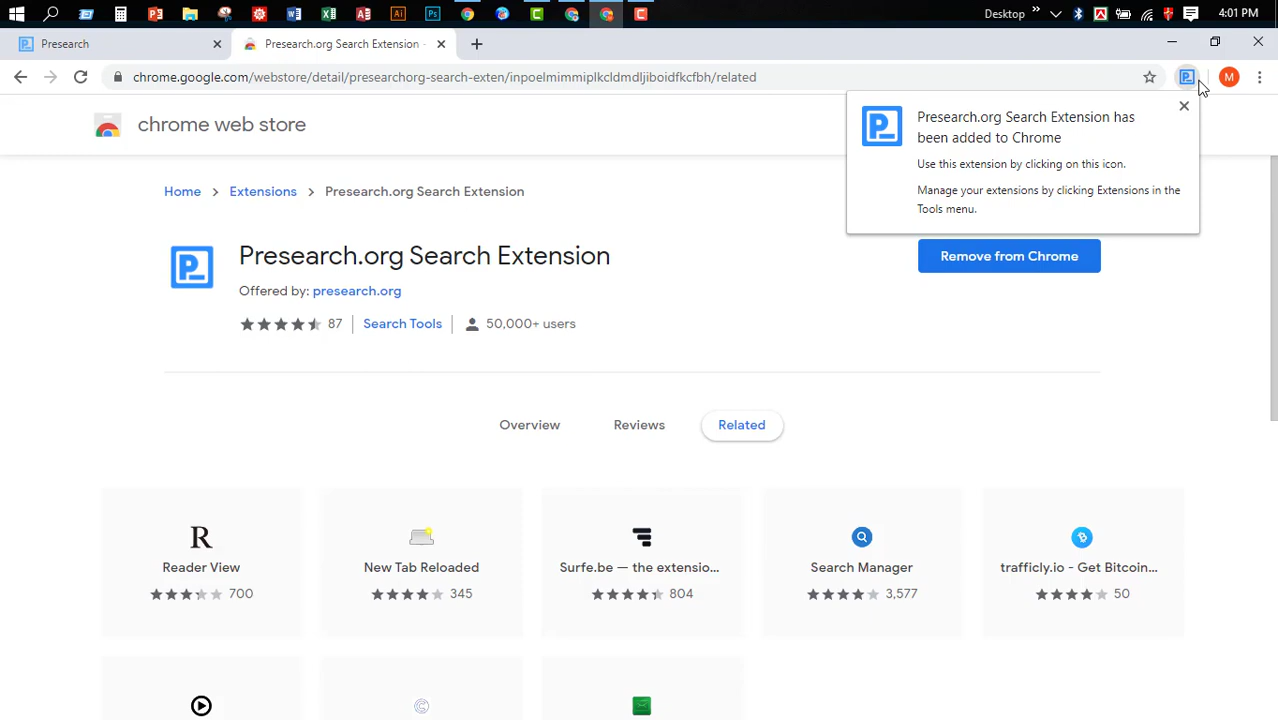 Desktop »
4:01 PM
Presearch
Presearch.org Search Extension -
chrome.google.com/webstore/detail/presearchorg-search-exten/inpoelmimmiplkcldmdljiboidfkcfbh/related
M
chrome web store
Presearch.org Search Extension has
been added to Chrome
Use this extension by clicking on this icon.
Manage your extensions by clicking Extensions in the
Tools menu.
Home > Extensions > Presearch.org Search Extension
Presearch.org Search Extension
Remove from Chrome
Offered by: presearch.org
87 Search Tools 50,000+ users
Overview Reviews Related
R
Reader View
700
New Tab Reloaded
345
Surfe.be — the extensio...
804
Search Manager
3,577
trafficly.io - Get Bitcoin...
50